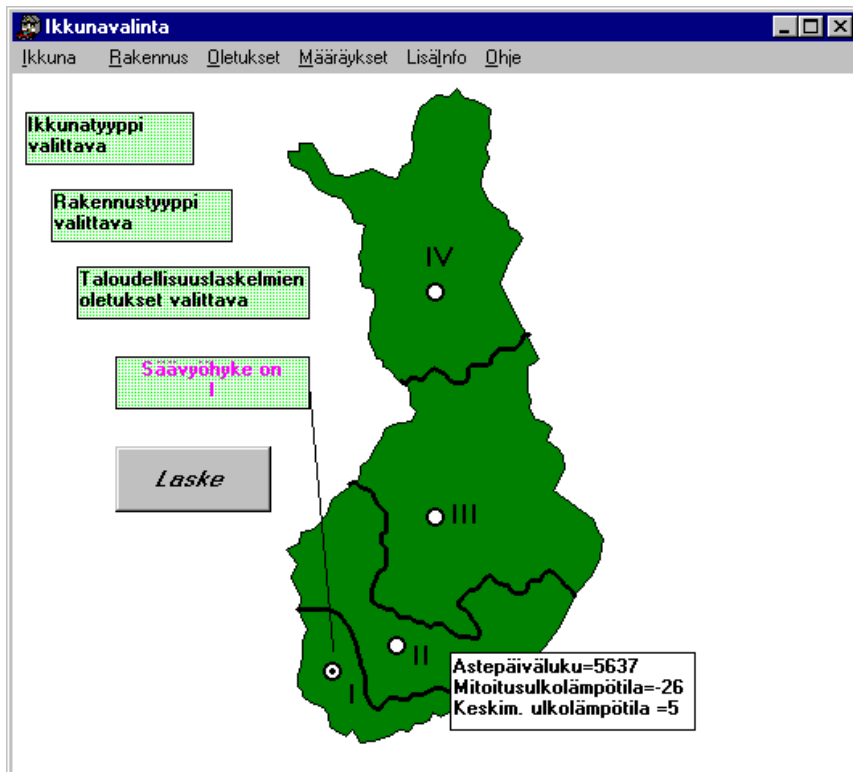 Ikkunavalinta
Ikkuna Rakennus Oletukset Määräykset LisäInfo Ohje
Ikkunatyyppi
valittava
Rakennustyyppi
valittava
Taloudellisuuslaskelmien
oletukset valittava
Säävyöhyke on
I
Laske
IV
III
II
I
Astepäiväluku=5637
Mitoitusulkolämpötila=-26
Keskim. ulkolämpötila =5